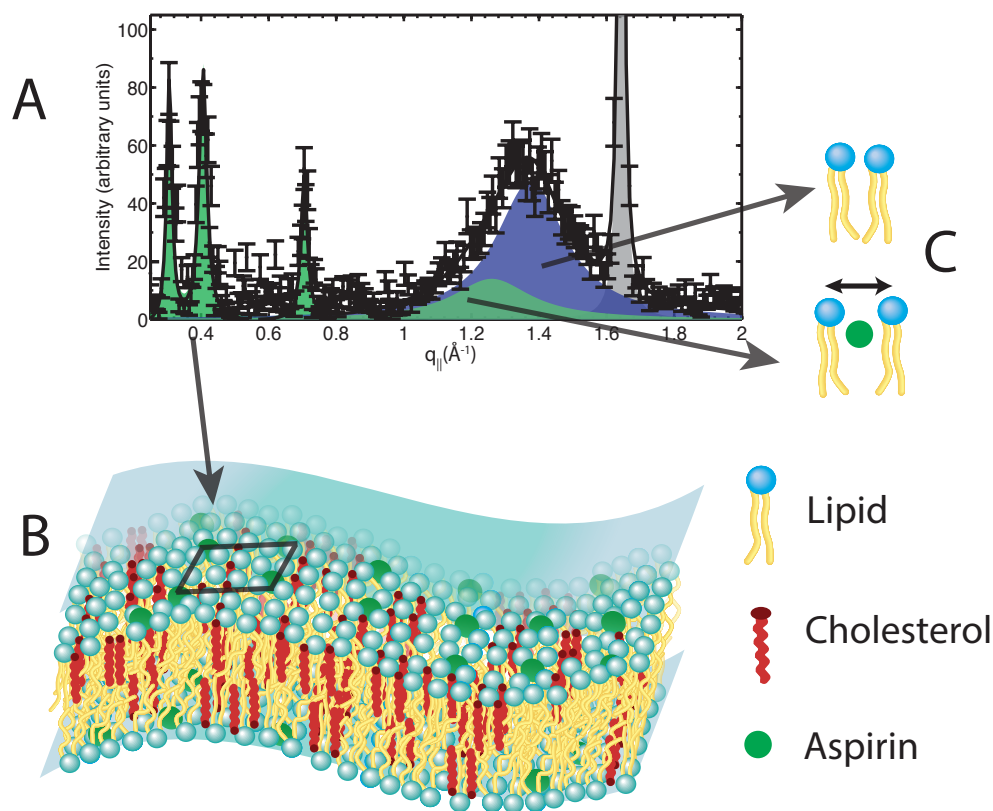 A
Intensity (arbitrary units)
100
80
60
40
20
0
0.4 0.6 0.8 1 1.2 1.4 1.6 1.8 2
q||(Å-1)
C
B
Lipid
Cholesterol
Aspirin